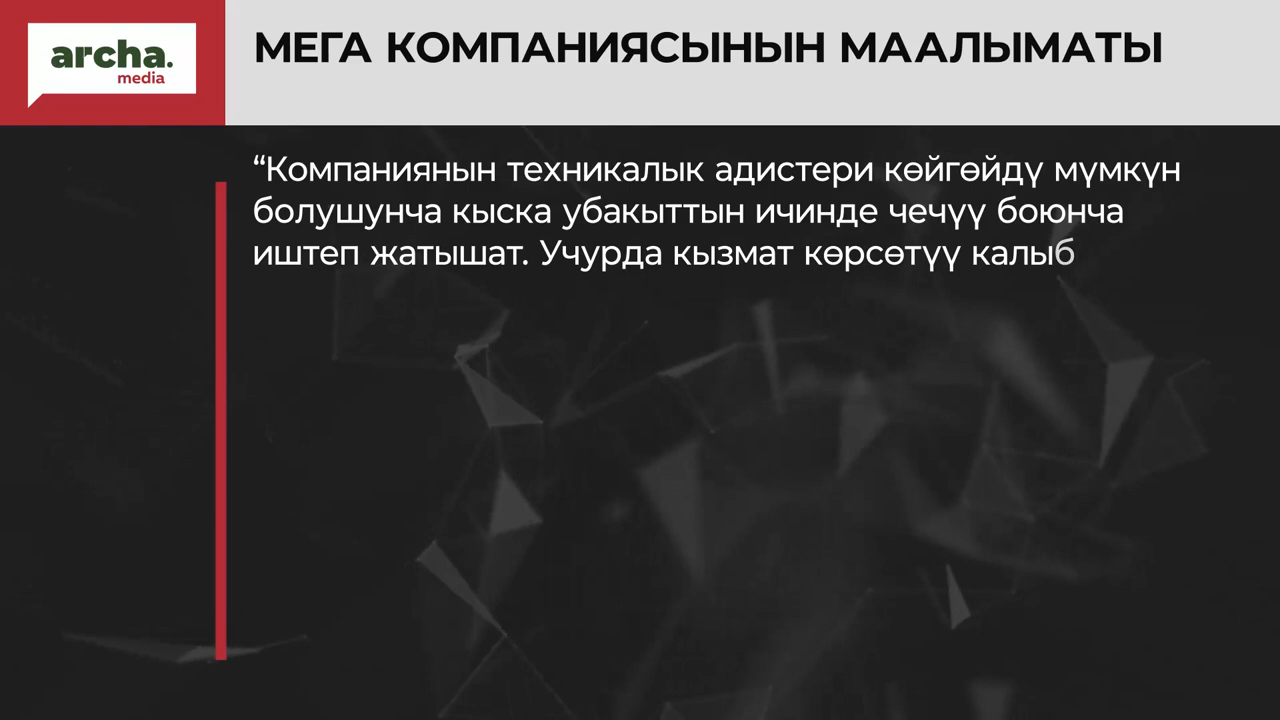 archa.
media
МЕГА КОМПАНИЯСЫНЫН МААЛЫМАТЫ
“Компаниянын техникалык адистери көйгөйдү мүмкүн
болушунча кыска убакыттын ичинде чечүү боюнча
иштеп жатышат. Учурда кызмат көрсөтүү калыб